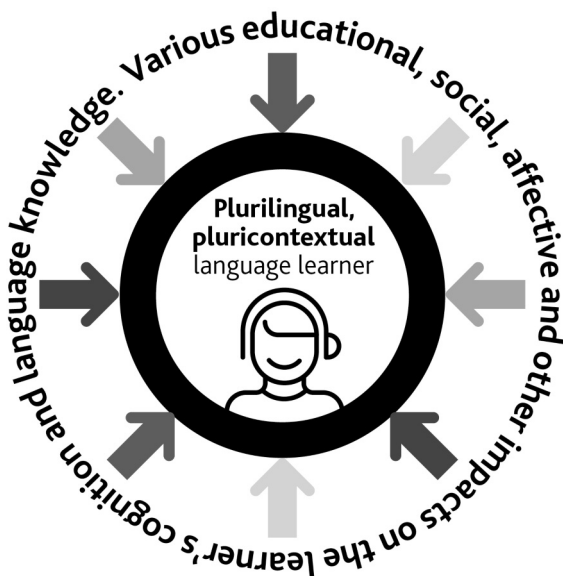 Various educational, social, affective and other impacts on the learner's cognition and language knowledge.
Plurilingual,
pluricontextual
language learner